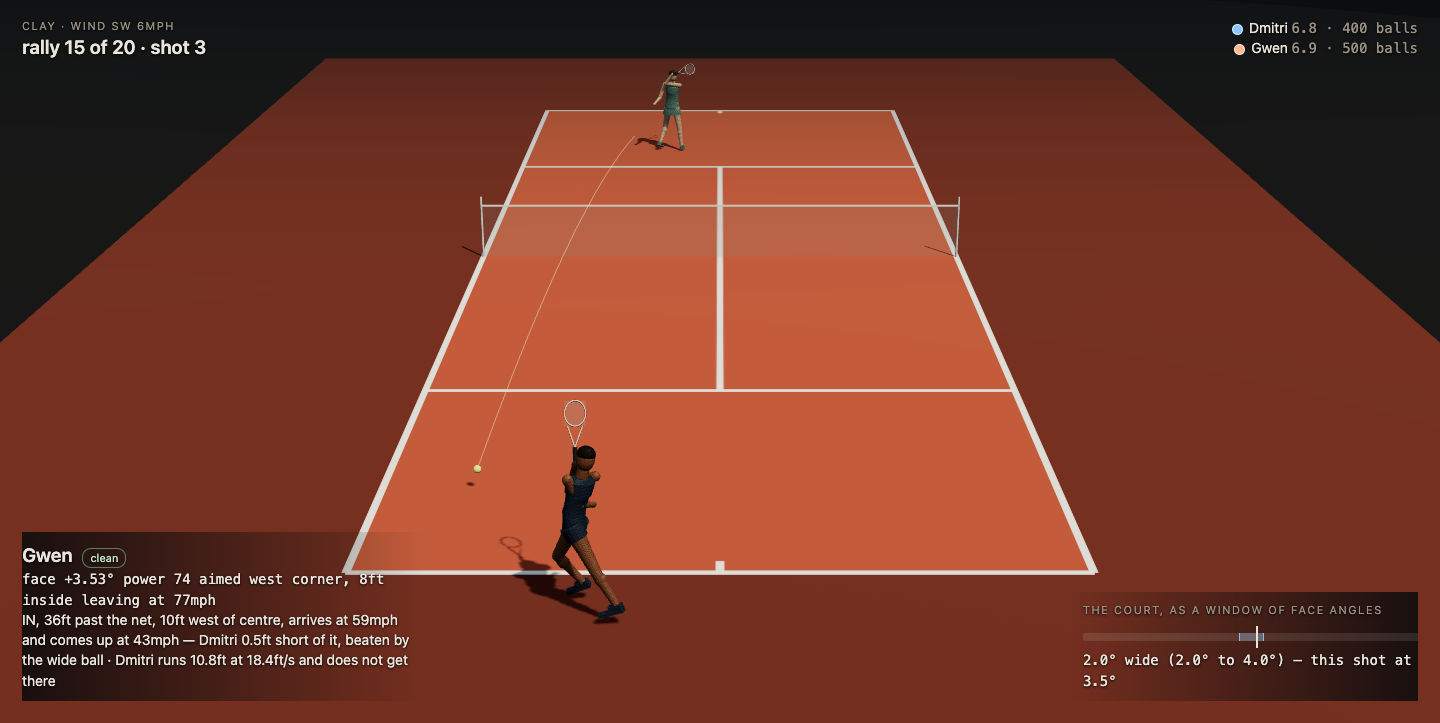 CLAY · WIND SW 6MPH
rally 15 of 20 · shot 3
Dmitri 6.8 · 400 balls
Gwen 6.9 · 500 balls
Gwen clean
face +3.53° power 74 aimed west corner, 8ft
inside leaving at 77mph
IN, 36ft past the net, 10ft west of centre, arrives at 59mph
and comes up at 43mph — Dmitri 0.5ft short of it, beaten by
the wide ball · Dmitri runs 10.8ft at 18.4ft/s and does not get
there
THE COURT, AS A WINDOW OF FACE ANGLES
2.0° wide (2.0° to 4.0°) — this shot at
3.5°